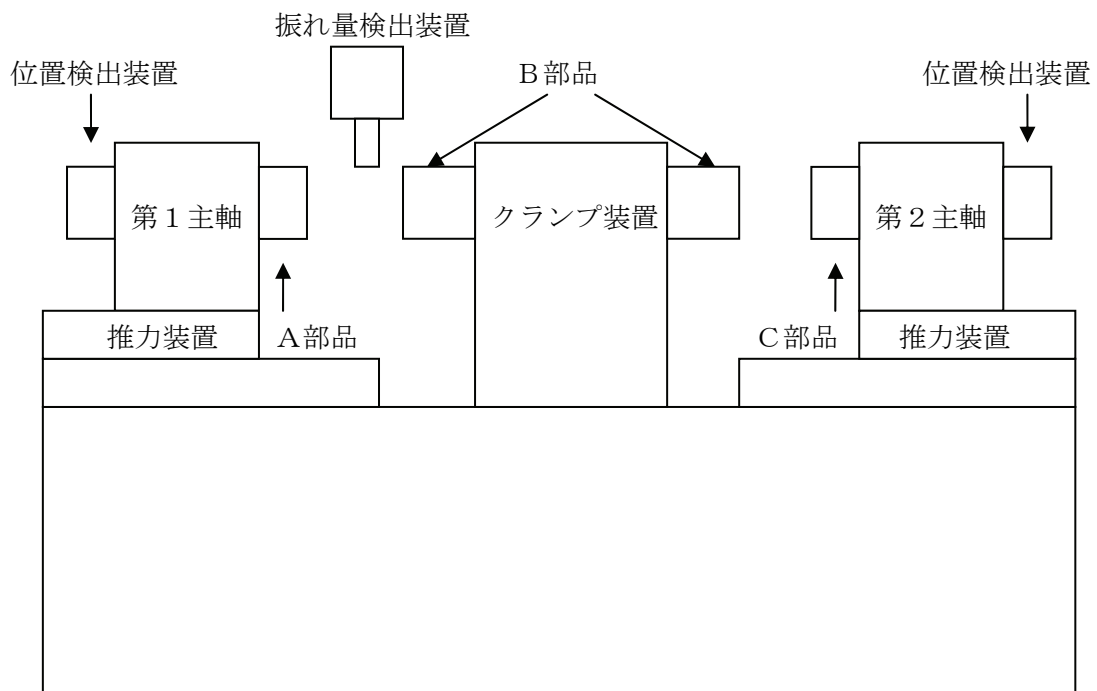 振れ量検出装置
位置検出装置
B部品
位置検出装置
第1主軸
クランプ装置
第2主軸
推力装置
A部品
C部品
推力装置